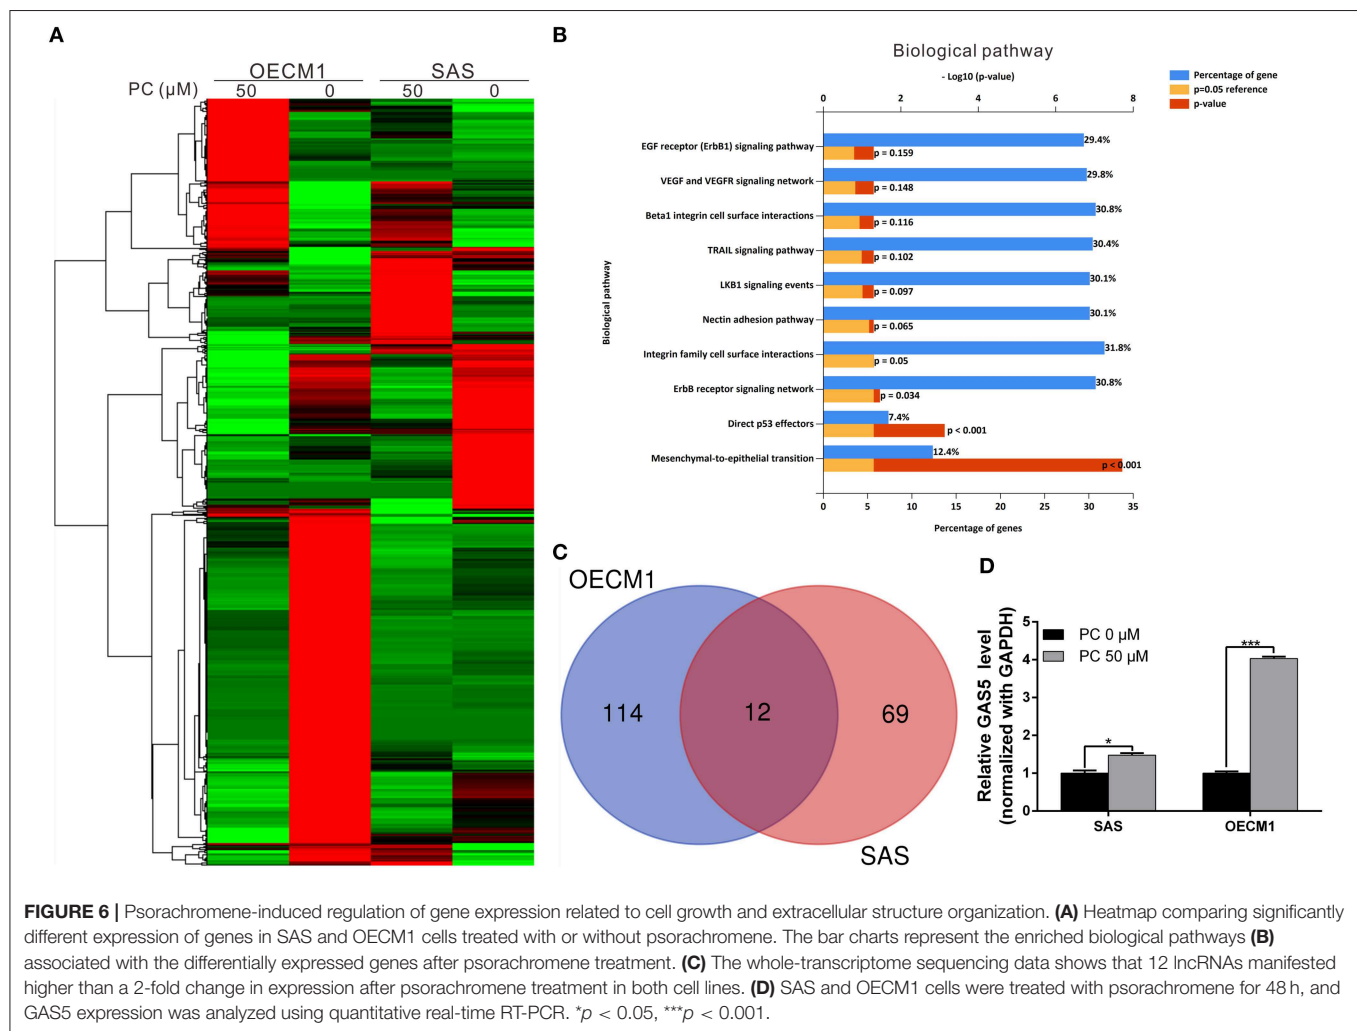 A
OECM1 SAS
PC (µM) 50 0 50 0
B
Biological pathway
- Log10 (p-value)
0 2 4 6 8
Percentage of gene
p=0.05 reference
p-value
Biological pathway
EGF receptor (ErbB1) signaling pathway 29.4%
p = 0.159
VEGF and VEGFR signaling network 29.8%
p = 0.148
Beta1 integrin cell surface interactions 30.8%
p = 0.116
TRAIL signaling pathway 30.4%
p = 0.102
LKB1 signaling events 30.1%
p = 0.097
Nectin adhesion pathway 30.1%
p = 0.065
Integrin family cell surface interactions 31.8%
p = 0.05
ErbB receptor signaling network 30.8%
p = 0.034
Direct p53 effectors 7.4%
p < 0.001
Mesenchymal-to-epithelial transition 12.4%
p < 0.001
0 5 10 15 20 25 30 35
Percentage of genes
C
OECM1
114 12 69
SAS
D
Relative GAS5 level
(normalized with GAPDH)
5
4
3
2
1
0
PC 0 µM
PC 50 µM
*
***
SAS OECM1
FIGURE 6 | Psorachromene-induced regulation of gene expression related to cell growth and extracellular structure organization. (A) Heatmap comparing significantly
different expression of genes in SAS and OECM1 cells treated with or without psorachromene. The bar charts represent the enriched biological pathways (B)
associated with the differentially expressed genes after psorachromene treatment. (C) The whole-transcriptome sequencing data shows that 12 lncRNAs manifested
higher than a 2-fold change in expression after psorachromene treatment in both cell lines. (D) SAS and OECM1 cells were treated with psorachromene for 48 h, and
GAS5 expression was analyzed using quantitative real-time RT-PCR. *p < 0.05, ***p < 0.001.